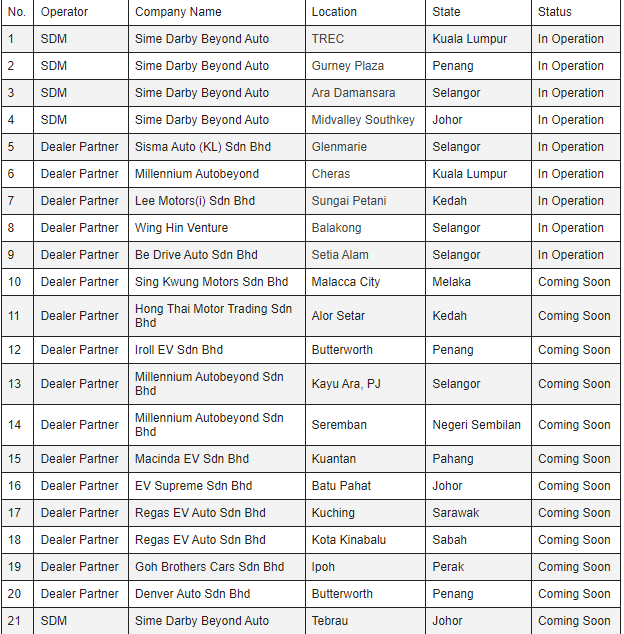 No. Operator Company Name Location State Status
1 SDM Sime Darby Beyond Auto TREC Kuala Lumpur In Operation
2 SDM Sime Darby Beyond Auto Gurney Plaza Penang In Operation
3 SDM Sime Darby Beyond Auto Ara Damansara Selangor In Operation
4 SDM Sime Darby Beyond Auto Midvalley Southkey Johor In Operation
5 Dealer Partner Sisma Auto (KL) Sdn Bhd Glenmarie Selangor In Operation
6 Dealer Partner Millennium Autobeyond Cheras Kuala Lumpur In Operation
7 Dealer Partner Lee Motors(i) Sdn Bhd Sungai Petani Kedah In Operation
8 Dealer Partner Wing Hin Venture Balakong Selangor In Operation
9 Dealer Partner Be Drive Auto Sdn Bhd Setia Alam Selangor In Operation
10 Dealer Partner Sing Kwung Motors Sdn Bhd Malacca City Melaka Coming Soon
11 Dealer Partner Hong Thai Motor Trading Sdn
Bhd Alor Setar Kedah Coming Soon
12 Dealer Partner Iroll EV Sdn Bhd Butterworth Penang Coming Soon
13 Dealer Partner Millennium Autobeyond Sdn
Bhd Kayu Ara, PJ Selangor Coming Soon
14 Dealer Partner Millennium Autobeyond Sdn
Bhd Seremban Negeri Sembilan Coming Soon
15 Dealer Partner Macinda EV Sdn Bhd Kuantan Pahang Coming Soon
16 Dealer Partner EV Supreme Sdn Bhd Batu Pahat Johor Coming Soon
17 Dealer Partner Regas EV Auto Sdn Bhd Kuching Sarawak Coming Soon
18 Dealer Partner Regas EV Auto Sdn Bhd Kota Kinabalu Sabah Coming Soon
19 Dealer Partner Goh Brothers Cars Sdn Bhd Ipoh Perak Coming Soon
20 Dealer Partner Denver Auto Sdn Bhd Butterworth Penang Coming Soon
21 SDM Sime Darby Beyond Auto Tebrau Johor Coming Soon